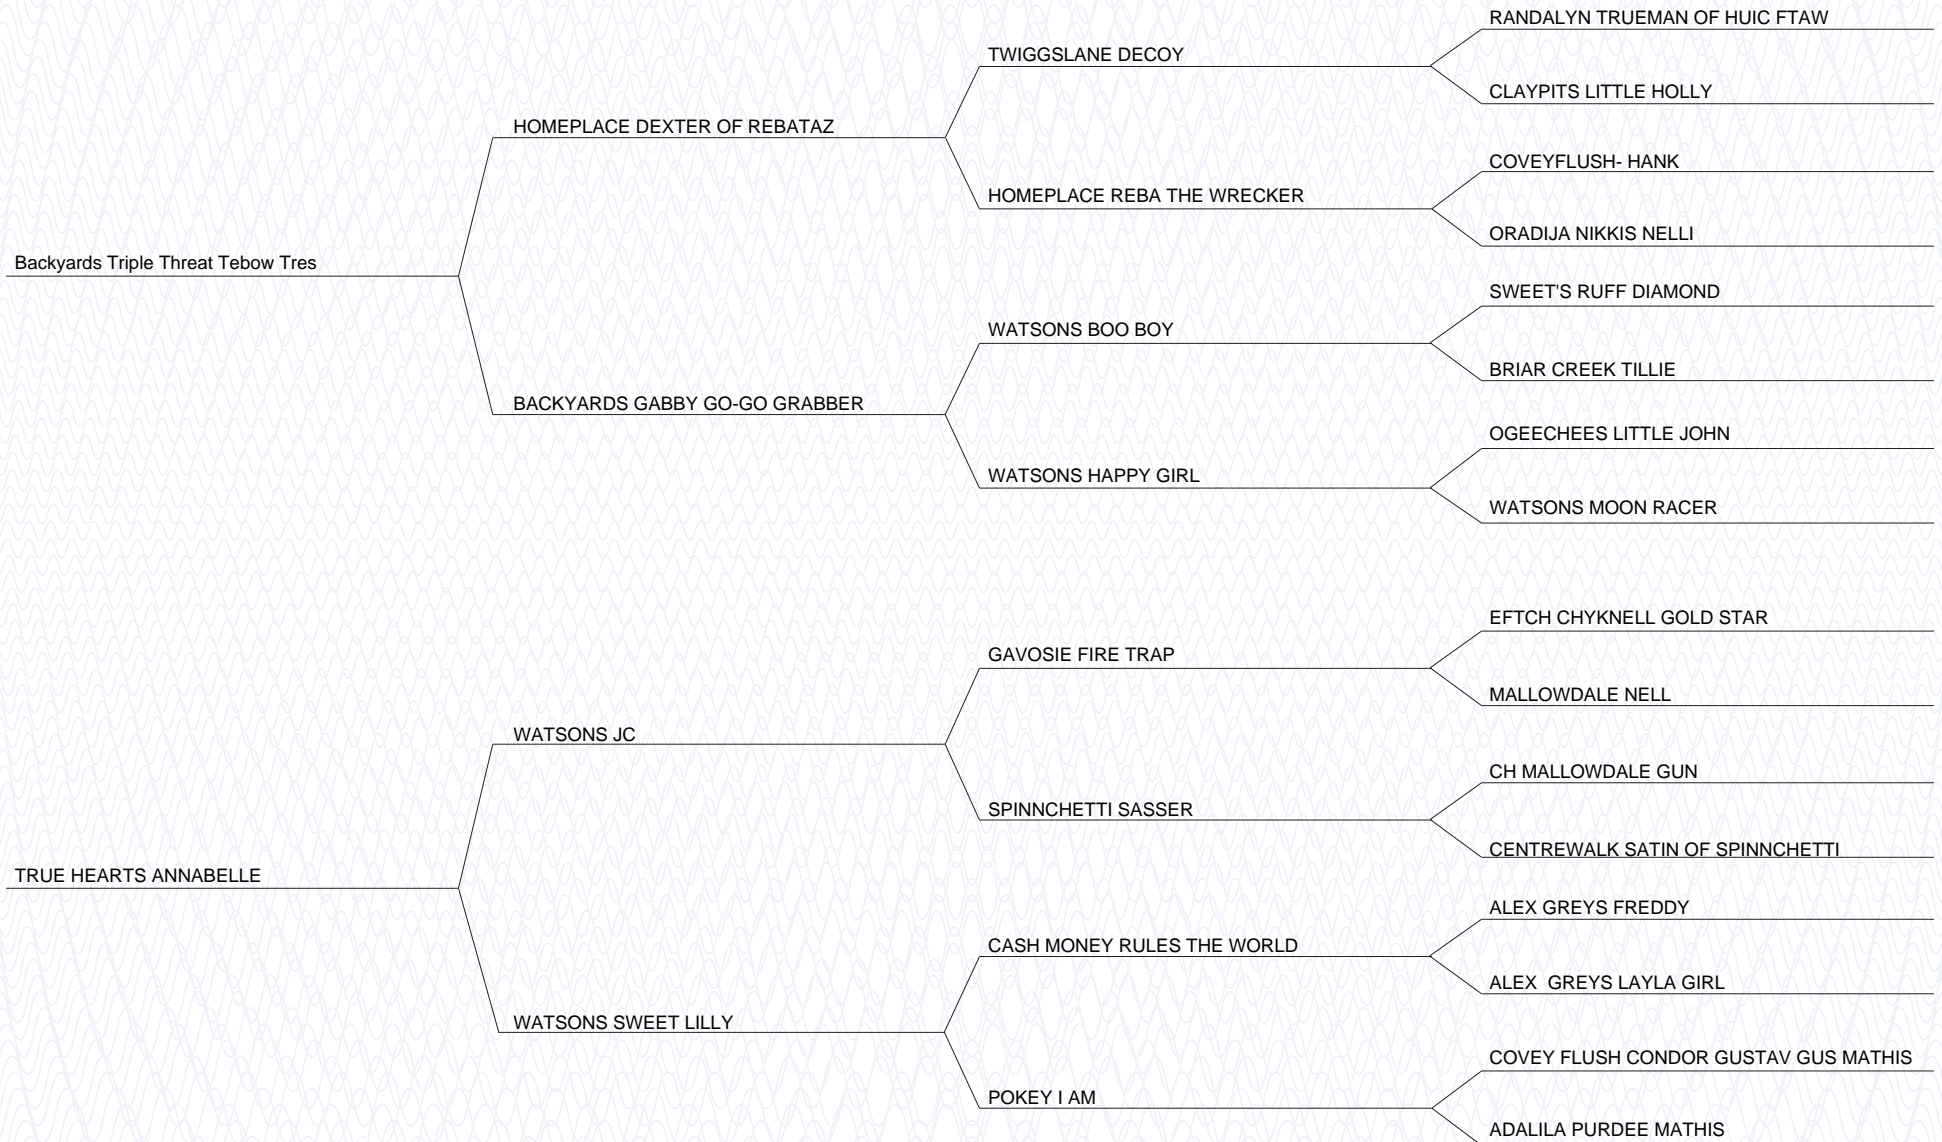 RANDALYN TRUEMAN OF HUIC FTAW
TWIGGSLANE DECOY
CLAYPITS LITTLE HOLLY
HOMEPLACE DEXTER OF REBATAZ
COVEYFLUSH- HANK
HOMEPLACE REBA THE WRECKER
ORADIJA NIKKIS NELLI
Backyards Triple Threat Tebow Tres
SWEET'S RUFF DIAMOND
WATSONS BOO BOY
BRIAR CREEK TILLIE
BACKYARDS GABBY GO-GO GRABBER
OGEECHEES LITTLE JOHN
WATSONS HAPPY GIRL
WATSONS MOON RACER
EFTCH CHYKNELL GOLD STAR
GAVOSIE FIRE TRAP
MALLOWDALE NELL
WATSONS JC
CH MALLOWDALE GUN
SPINNCHETTI SASSER
CENTREWALK SATIN OF SPINNCHETTI
TRUE HEARTS ANNABELLE
ALEX GREYS FREDDY
CASH MONEY RULES THE WORLD
ALEX  GREYS LAYLA GIRL
WATSONS SWEET LILLY
COVEY FLUSH CONDOR GUSTAV GUS MATHIS
POKEY I AM
ADALILA PURDEE MATHIS